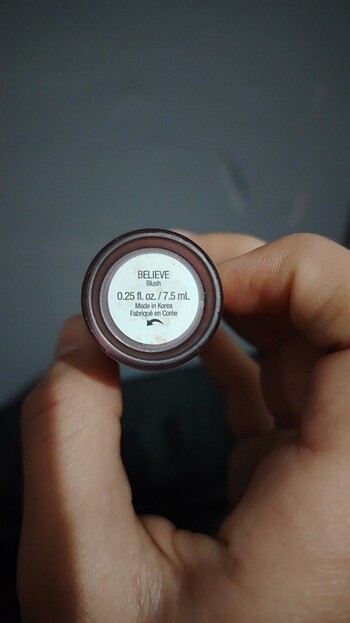 BELIEVE
Blush
0.25 fl. oz. / 7.5 mL
Made in Korea
Fabriqué en Corée